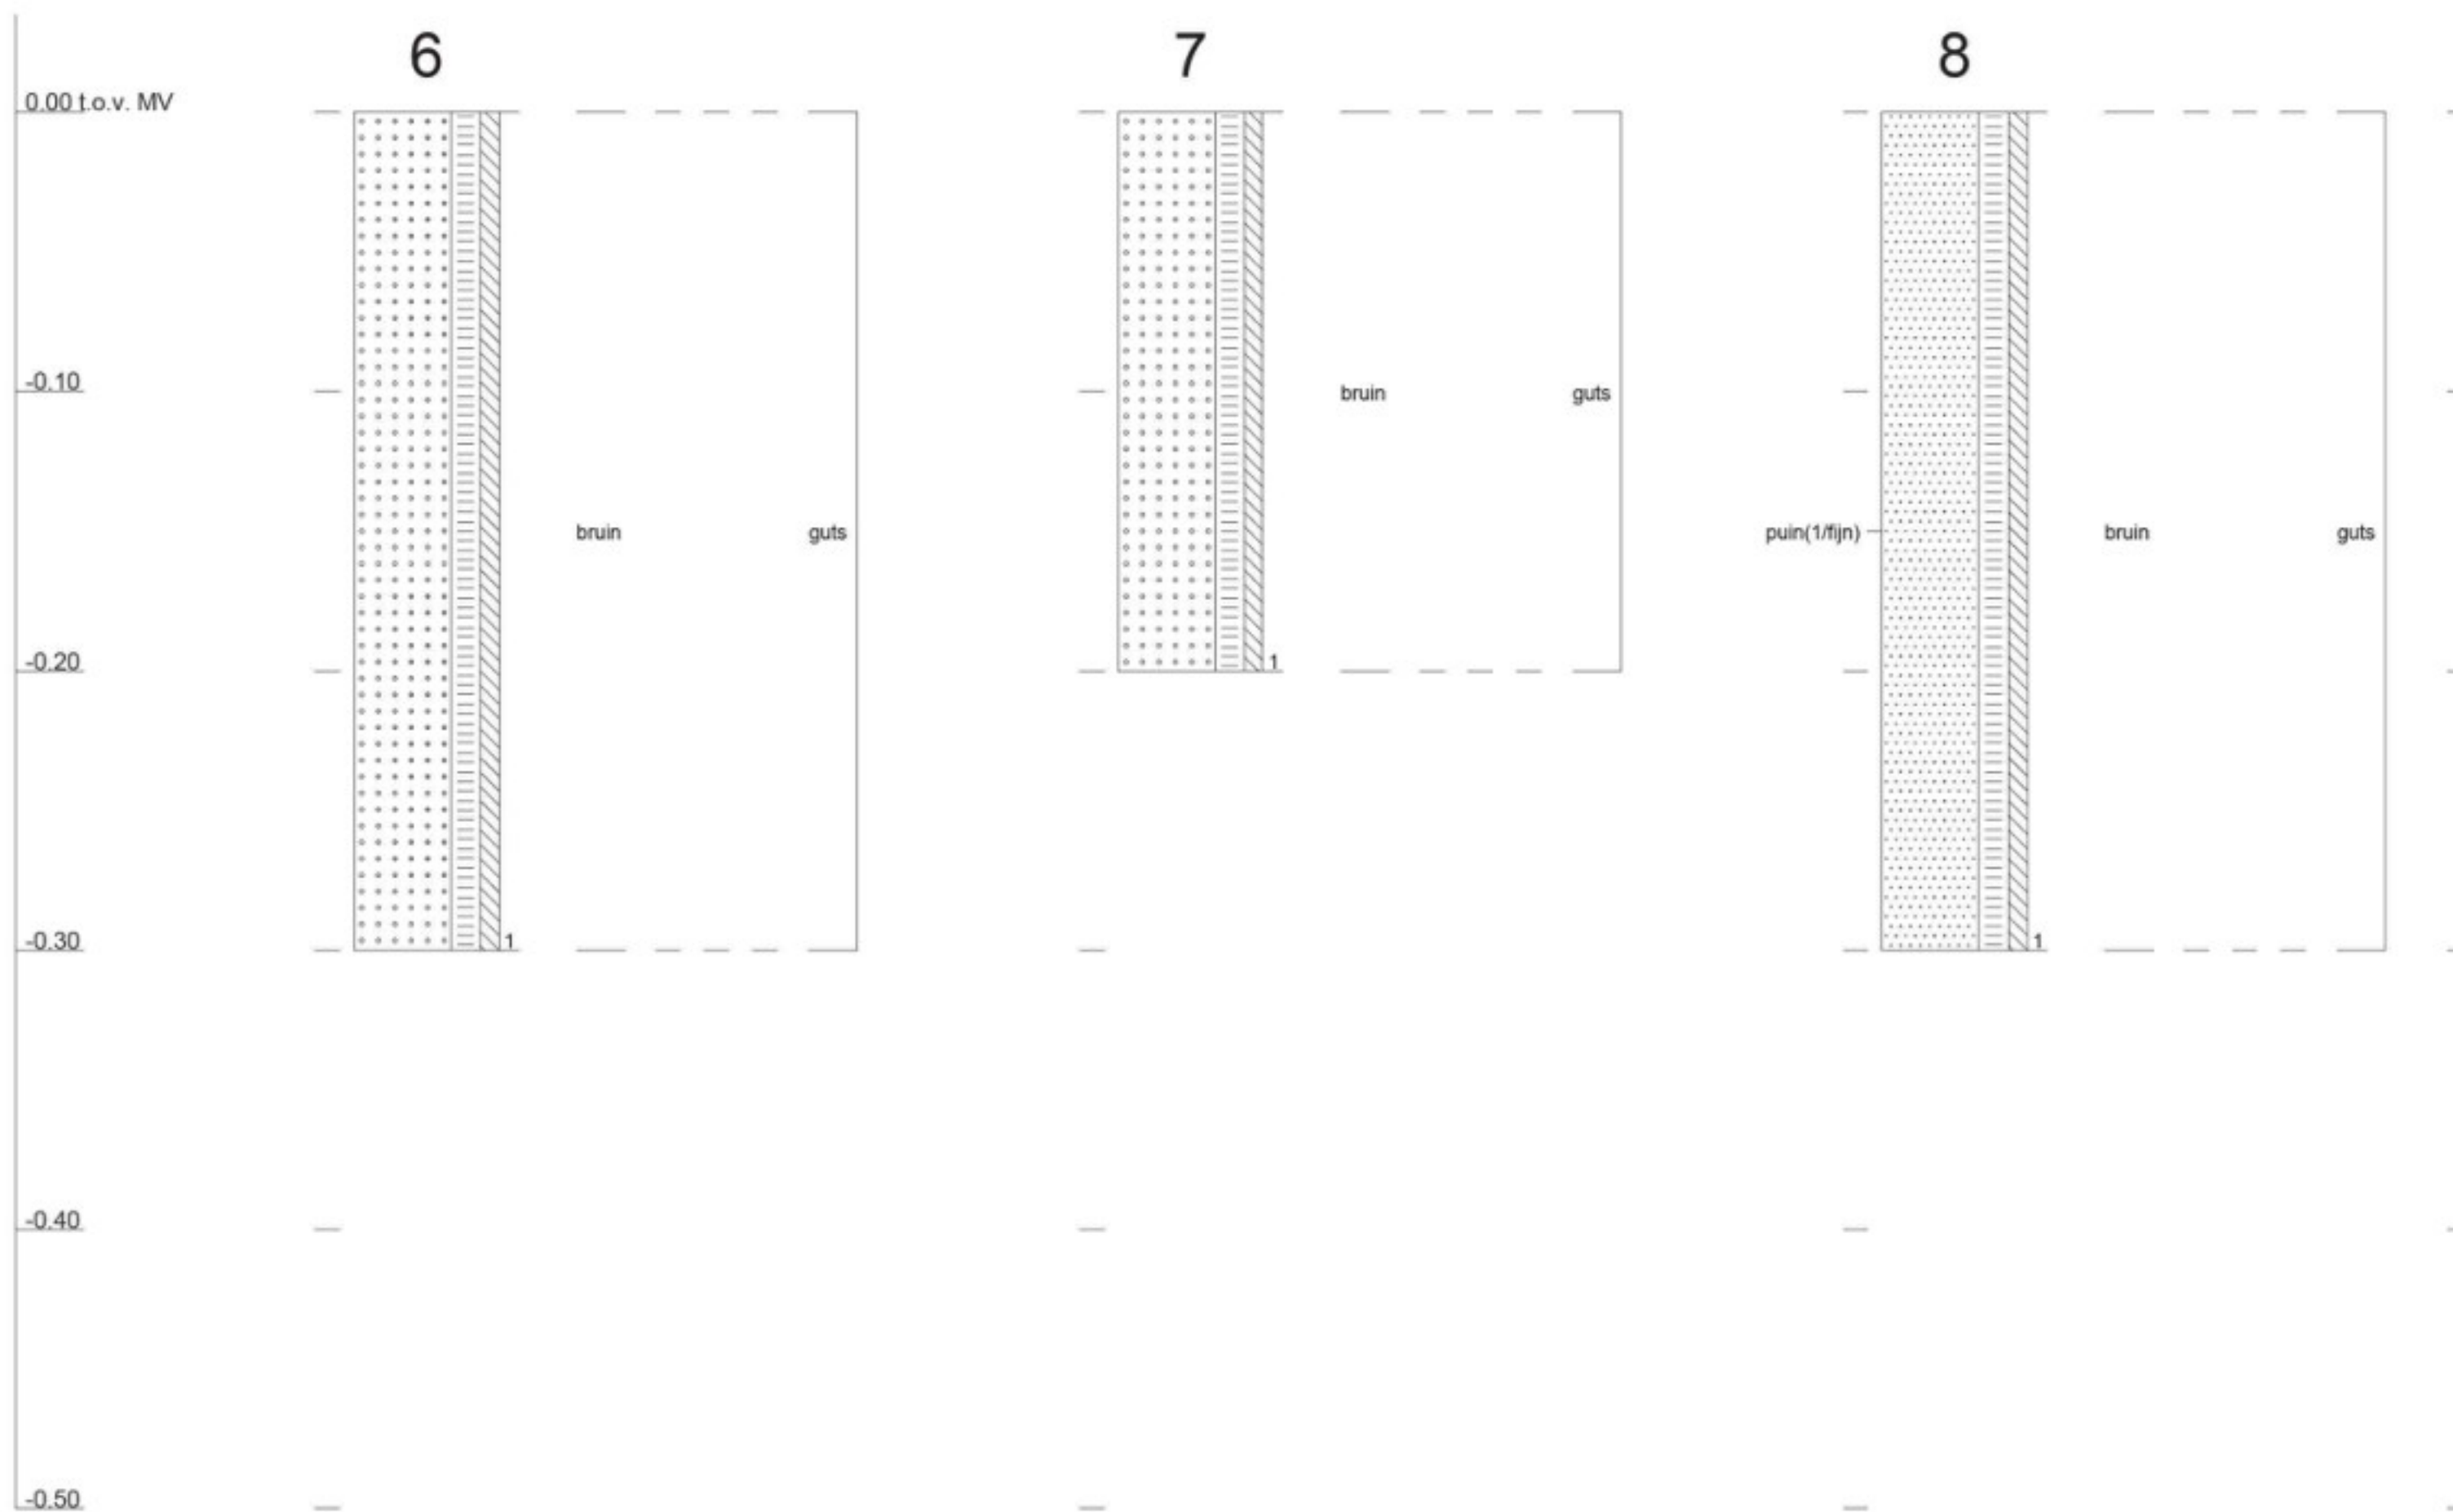 6 7 8
0.00 t.o.v. MV
-0.10
bruin guts
bruin guts
puin(1/fijn) bruin guts
-0.20
1
-0.30
1
1
-0.40
-0.50